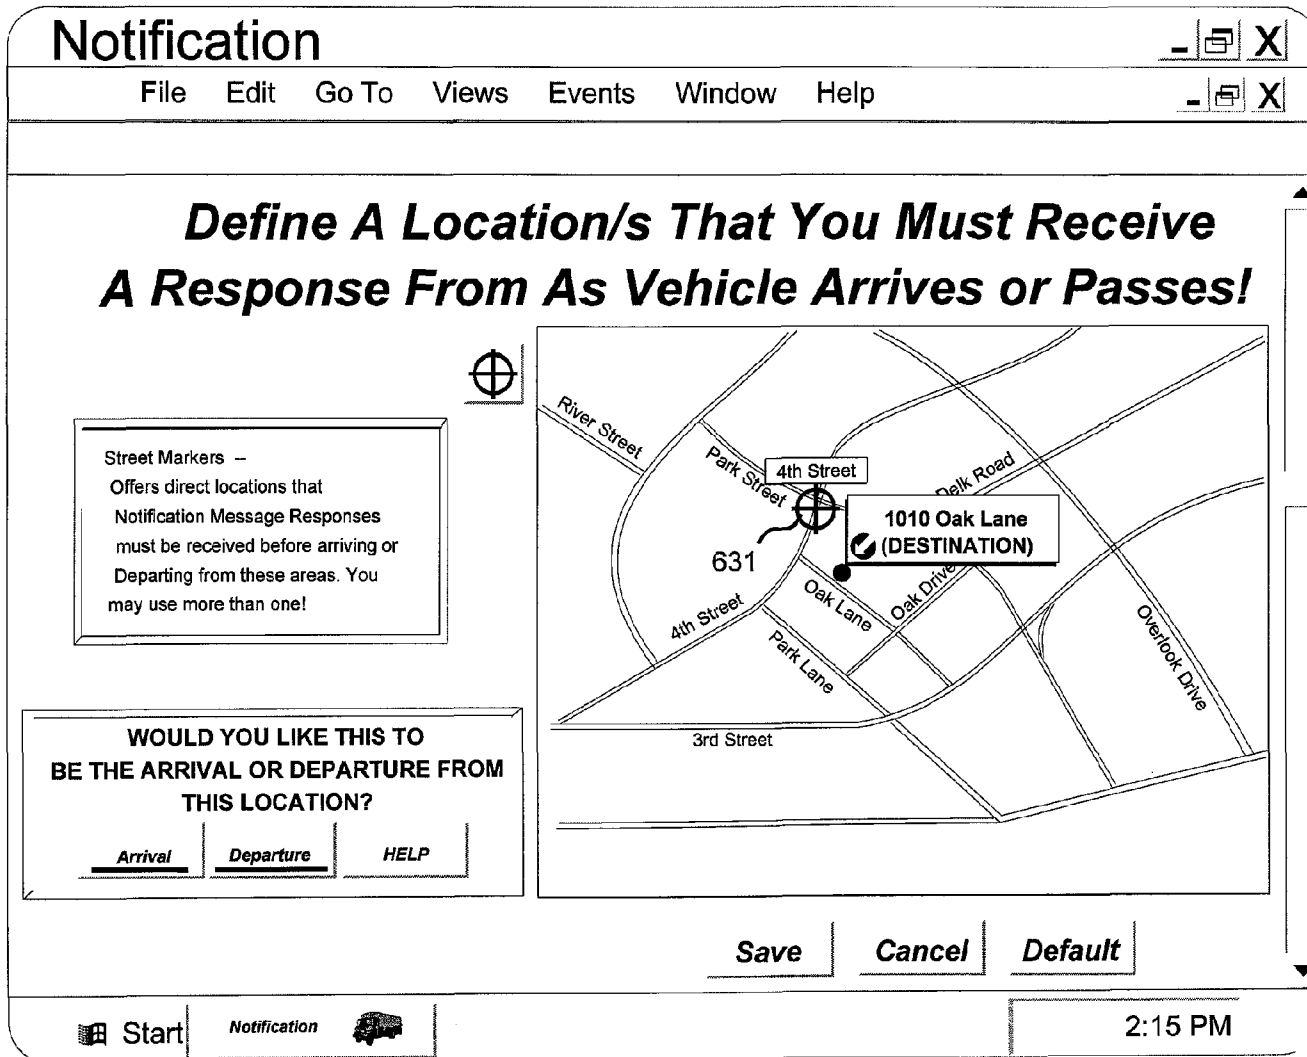 Notification
File Edit Go To Views Events Window Help
Define A Location/s That You Must Receive
A Response From As Vehicle Arrives or Passes!
Street Markers –
Offers direct locations that
Notification Message Responses
must be received before arriving or
Departing from these areas. You
may use more than one!
WOULD YOU LIKE THIS TO
BE THE ARRIVAL OR DEPARTURE FROM
THIS LOCATION?
Arrival Departure HELP
River Street
Park Street
4th Street
Delk Road
1010 Oak Lane
(DESTINATION)
631
Oak Lane
Oak Drive
4th Street
Park Lane
Overlook Drive
3rd Street
Save Cancel Default
Start Notification 2:15 PM